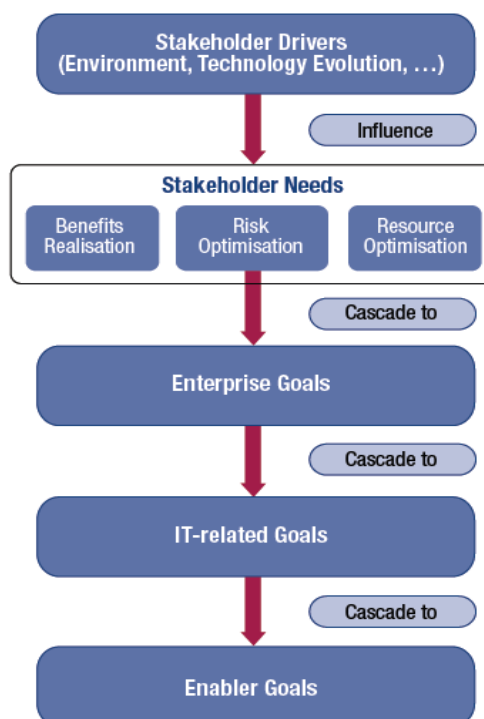 Stakeholder Drivers
(Environment, Technology Evolution, …)
Influence
Stakeholder Needs
Benefits
Realisation
Risk
Optimisation
Resource
Optimisation
Cascade to
Enterprise Goals
Cascade to
IT-related Goals
Cascade to
Enabler Goals